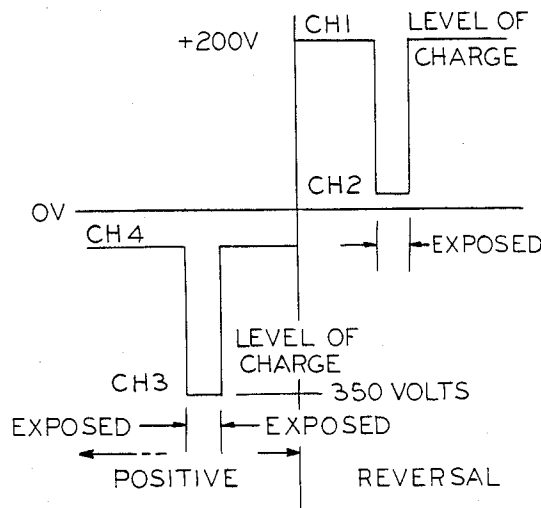 +200V
CH1
LEVEL OF
CHARGE
CH2
0V
CH4
EXPOSED
LEVEL OF
CHARGE
CH3
350 VOLTS
EXPOSED
EXPOSED
POSITIVE
REVERSAL